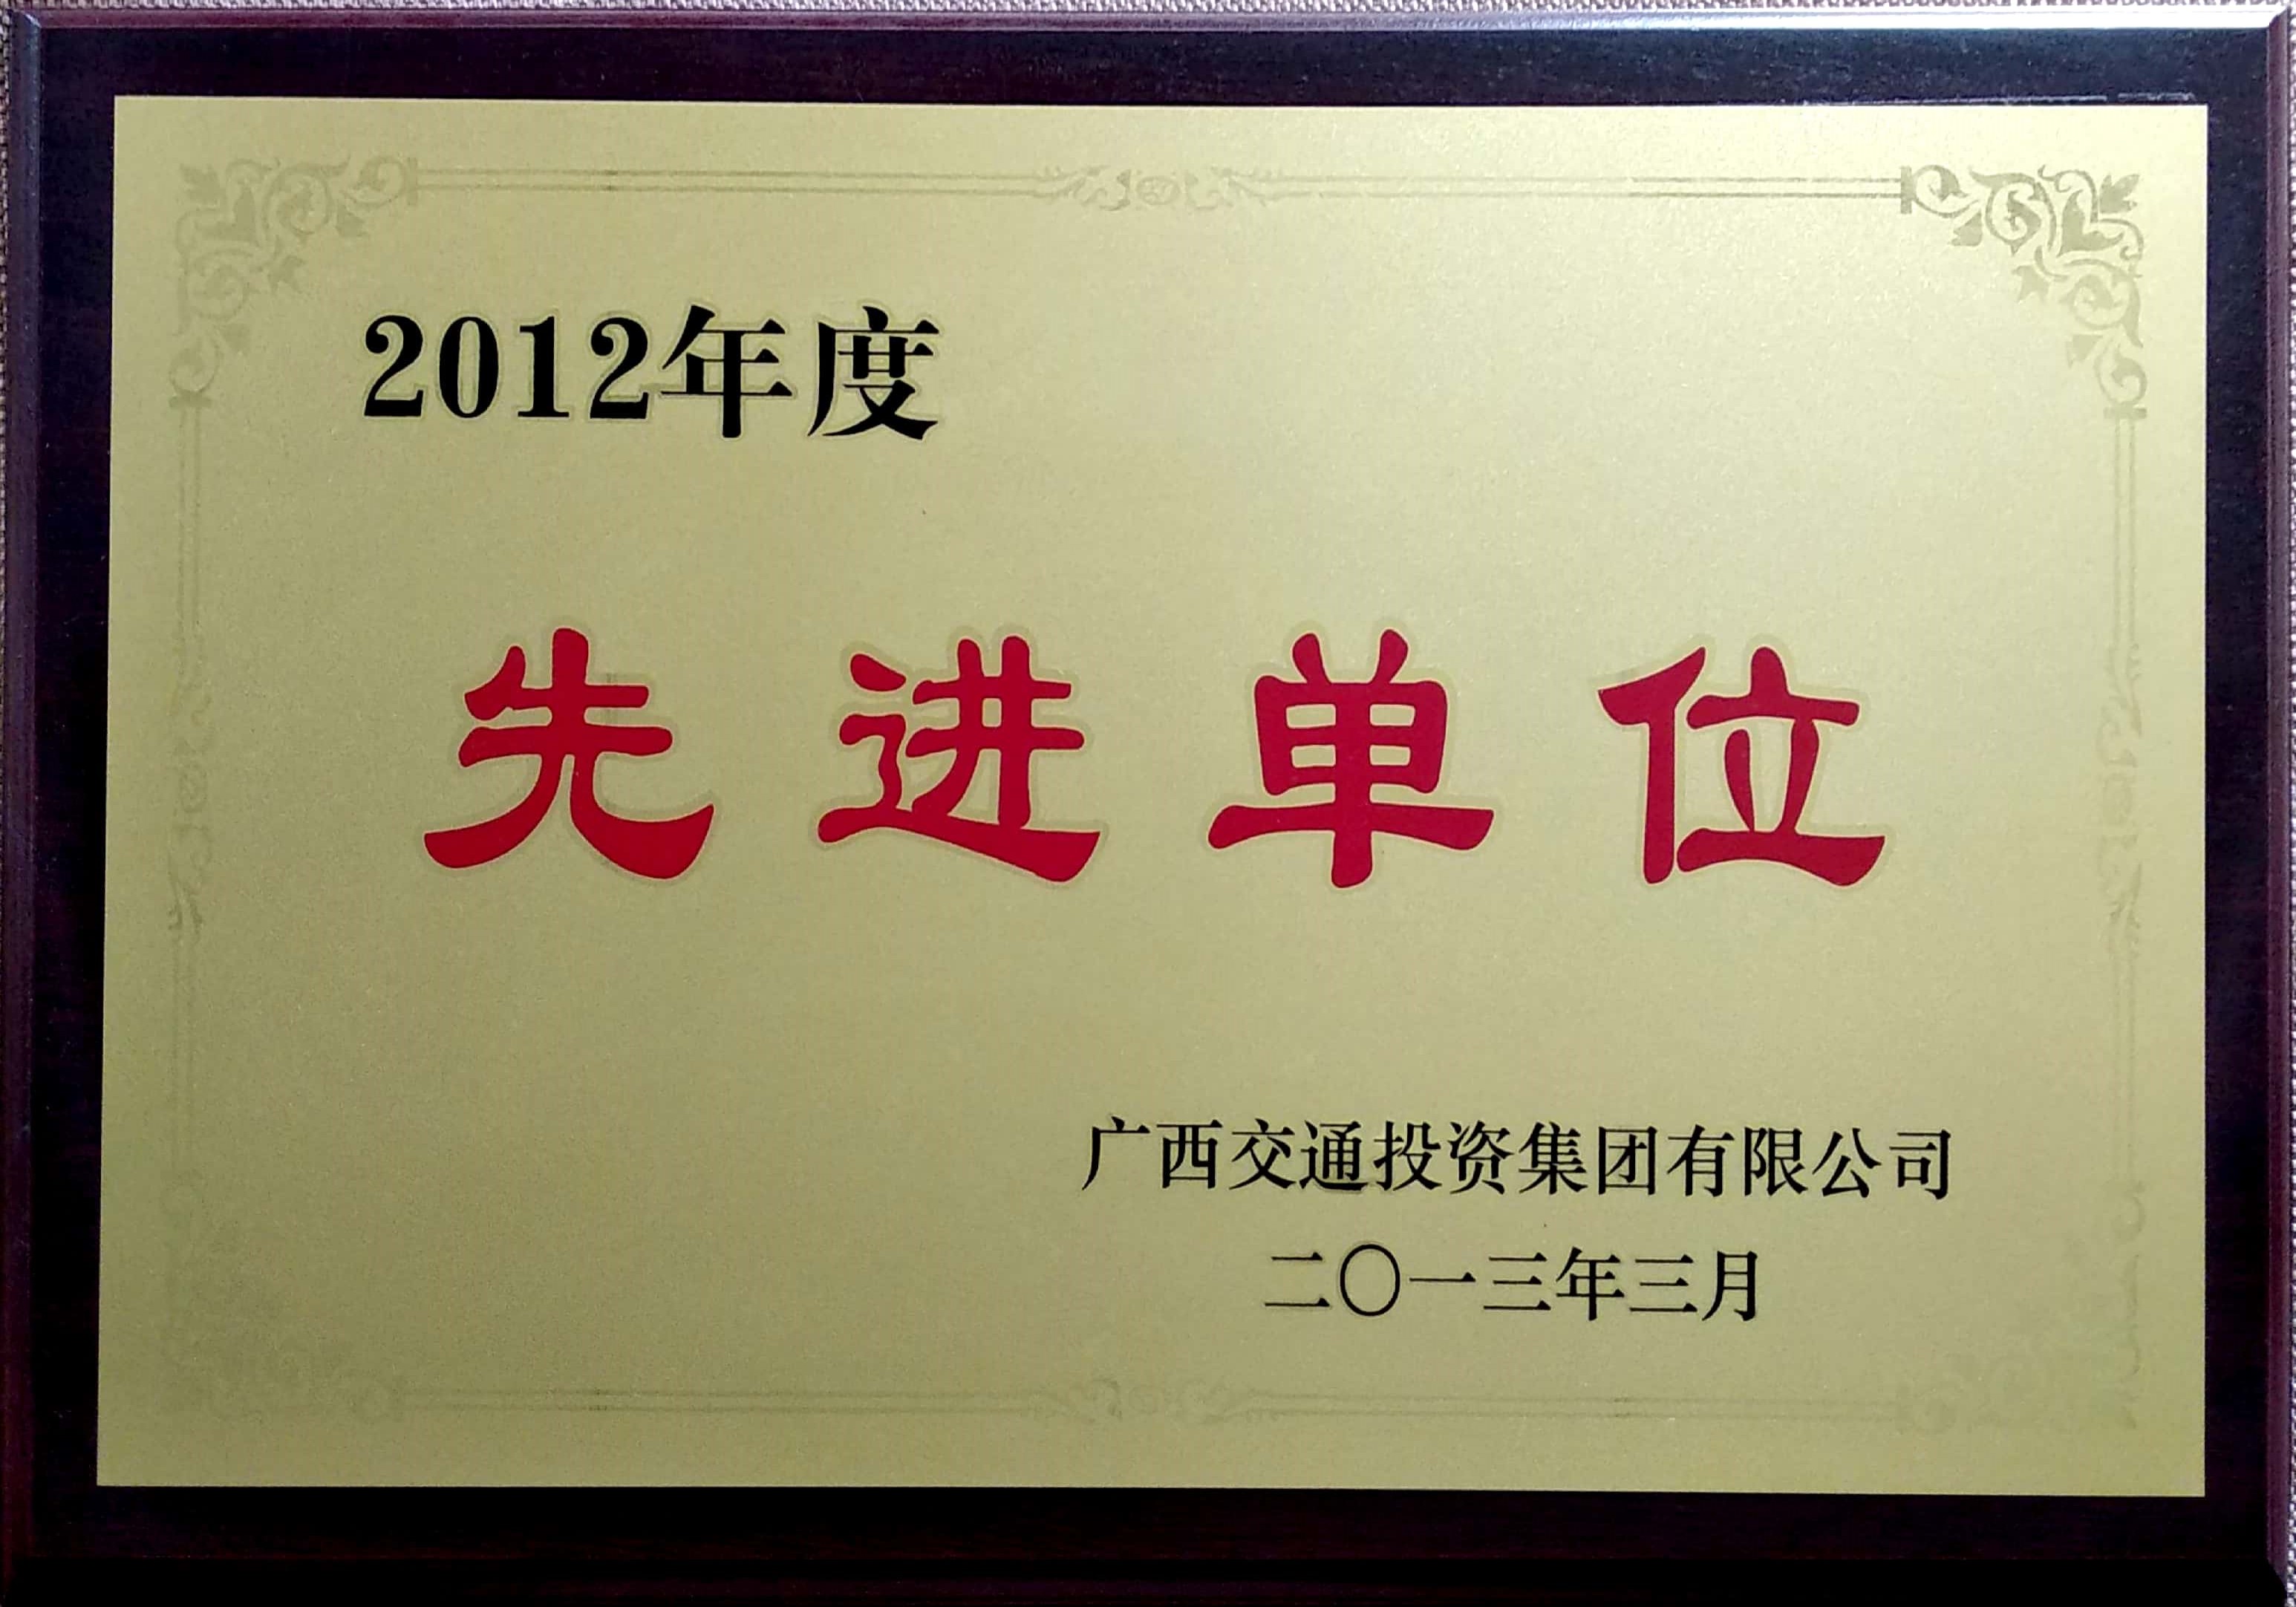 2012年度
先进单位
广西交通投资集团有限公司
二〇一三年三月